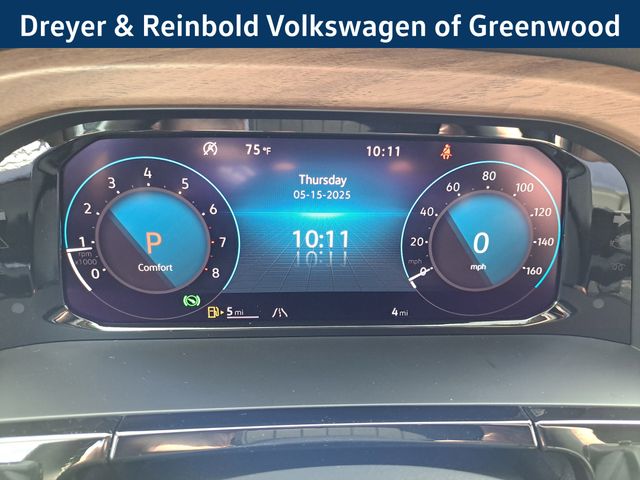 Dreyer & Reinbold Volkswagen of Greenwood
75 °F
10:11
Thursday
05-15-2025
10:11
0
1
2
3
4
5
6
7
8
rpm
x1000
P
Comfort
0
20
40
60
80
100
120
140
160
mph
0
mph
5 mi
4 mi